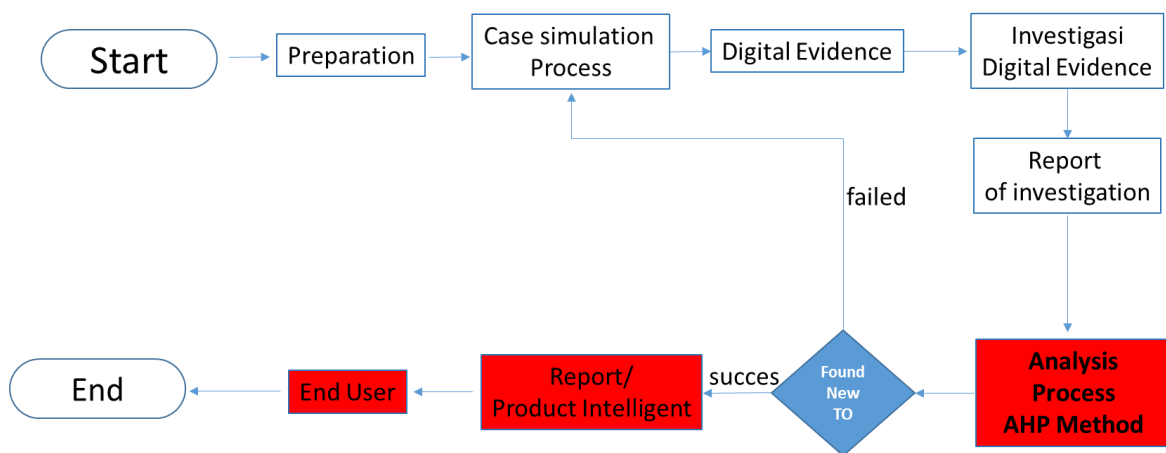 Start
Preparation
Case simulation
Process
Digital Evidence
Investigasi
Digital Evidence
Report
of investigation
failed
Analysis
Process
AHP Method
Found
New
TO
succes
Report/
Product Intelligent
End User
End